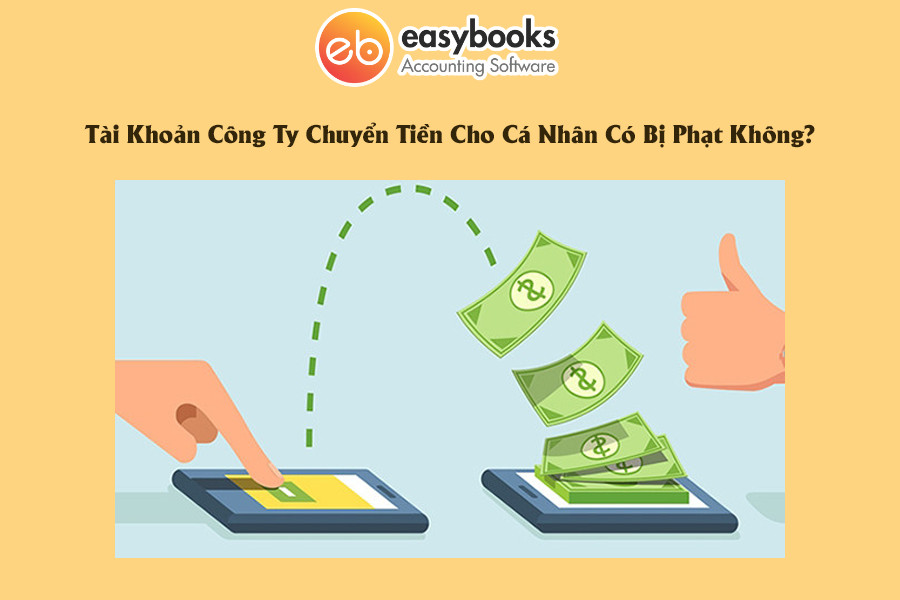 eb
easybooks
Accounting Software
Tài Khoản Công Ty Chuyển Tiền Cho Cá Nhân Có Bị Phạt Không?